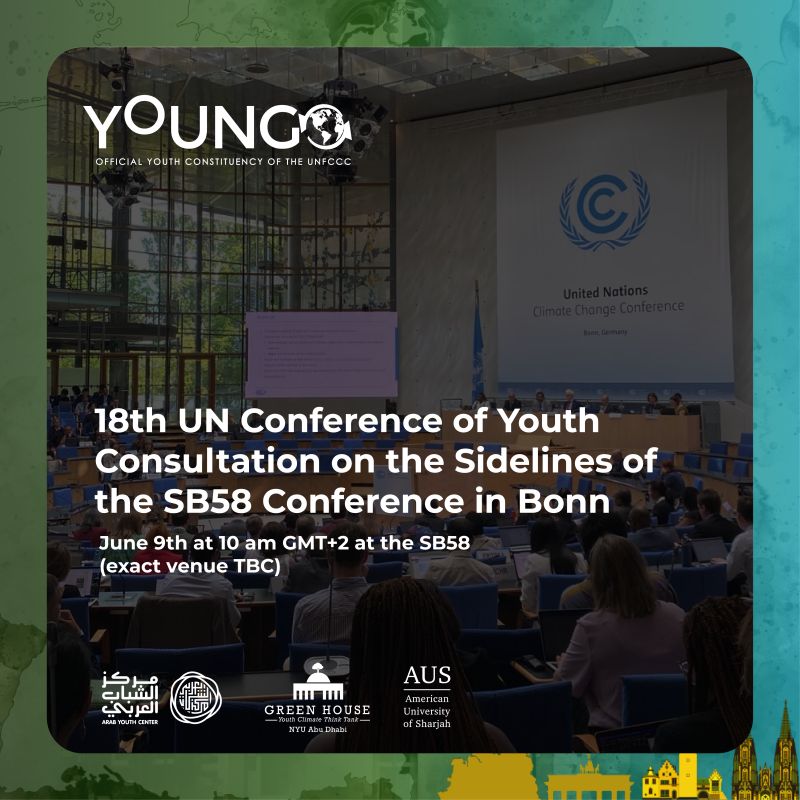 YOUNGO
OFFICIAL YOUTH CONSTITUENCY OF THE UNFCCC
United Nations
Climate Change Conference
Bonn, Germany
18th UN Conference of Youth
Consultation on the Sidelines of
the SB58 Conference in Bonn
June 9th at 10 am GMT+2 at the SB58
(exact venue TBC)
مركز
الشباب
العربي
ARAB YOUTH CENTER
GREEN HOUSE
Youth Climate Think Tank
NYU Abu Dhabi
AUS
American
University
of Sharjah